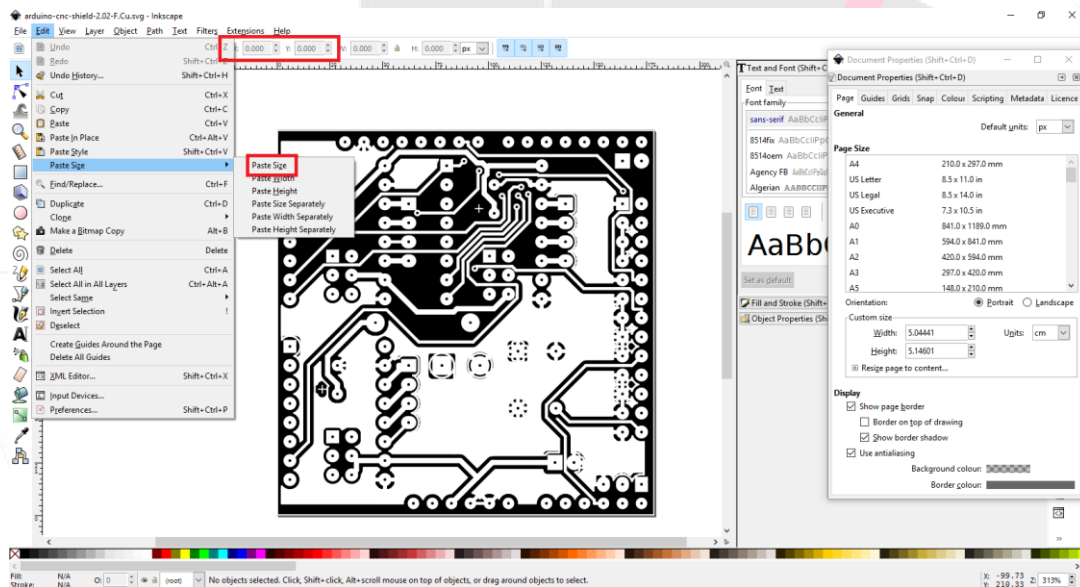 arduino-cnc-shield-2.02-F.Cu.svg - Inkscape
File Edit View Layer Object Path Text Filters Extensions Help
Undo Ctrl Z
Redo Shift+Ctrl
Undo History... Shift+Ctrl+H
Cut Ctrl+X
Copy Ctrl+C
Paste Ctrl+V
Paste In Place Ctrl+Alt+V
Paste Style Shift+Ctrl+V
Paste Size
Find/Replace... Ctrl+F
Duplicate Ctrl+D
Clone
Make a Bitmap Copy Alt+B
Delete Delete
Select All Ctrl+A
Select All in All Layers Ctrl+Alt+A
Select Same
Invert Selection !
Deselect
Create Guides Around the Page
Delete All Guides
XML Editor... Shift+Ctrl+X
Input Devices...
Preferences... Shift+Ctrl+P
Paste Size
Paste Width
Paste Height
Paste Size Separately
Paste Width Separately
Paste Height Separately
0.000 Y: 0.000 0.000 H: 0.000 px
Text and Font (Shift+C
Font Text
Font family
sans-serif AaBbCcIiP
8514fix AaBbCcIiPp
8514oem AaBbCcIiP
Agency FB AaBbCcIiPpQ
Algerian AABBCCIIP
AaBb
Set as default
Fill and Stroke (Shift+
Object Properties (Sh
Document Properties (Shift+Ctrl+D)
Document Properties (Shift+Ctrl+D)
Page Guides Grids Snap Colour Scripting Metadata Licence
General
Default units: px
Page Size
A4 210.0 x 297.0 mm
US Letter 8.5 x 11.0 in
US Legal 8.5 x 14.0 in
US Executive 7.3 x 10.5 in
A0 841.0 x 1189.0 mm
A1 594.0 x 841.0 mm
A2 420.0 x 594.0 mm
A3 297.0 x 420.0 mm
A5 148.0 x 210.0 mm
Orientation: Portrait Landscape
Custom size
Width: 5.04441 Units: cm
Height: 5.14601
Resize page to content...
Display
Show page border
Border on top of drawing
Show border shadow
Use antialiasing
Background colour:
Border colour:
Fill: N/A
Stroke: N/A
O: 0 (root) No objects selected. Click, Shift+click, Alt+scroll mouse on top of objects, or drag around objects to select.
X: -99.73
Y: 210.33
Z: 313%